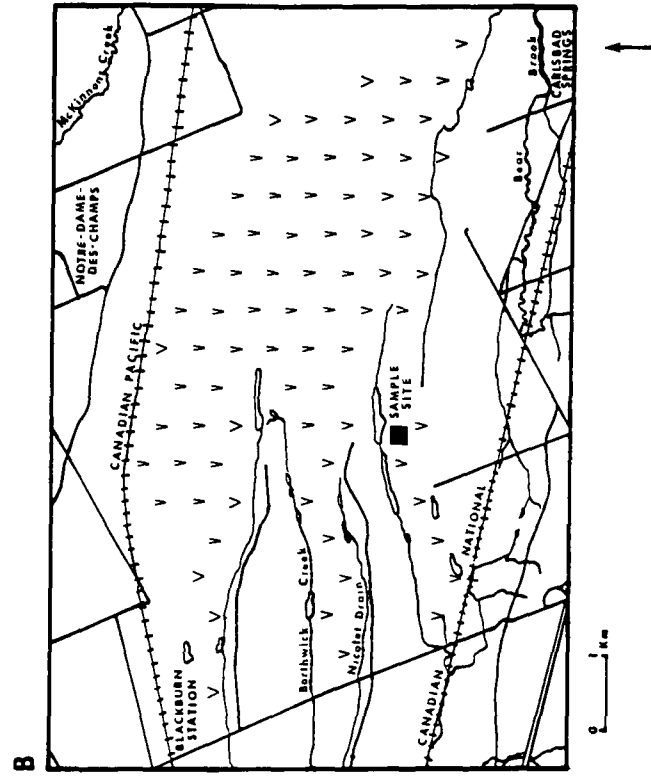 B
McKinnons Creek
NOTRE-DAME-
DES-CHAMPS
CANADIAN PACIFIC
BLACKBURN
STATION
Borthwick Creek
Nicolet Drain
SAMPLE
SITE
CANADIAN NATIONAL
Bear Brook
CARLSBAD
SPRINGS
0 1 Km